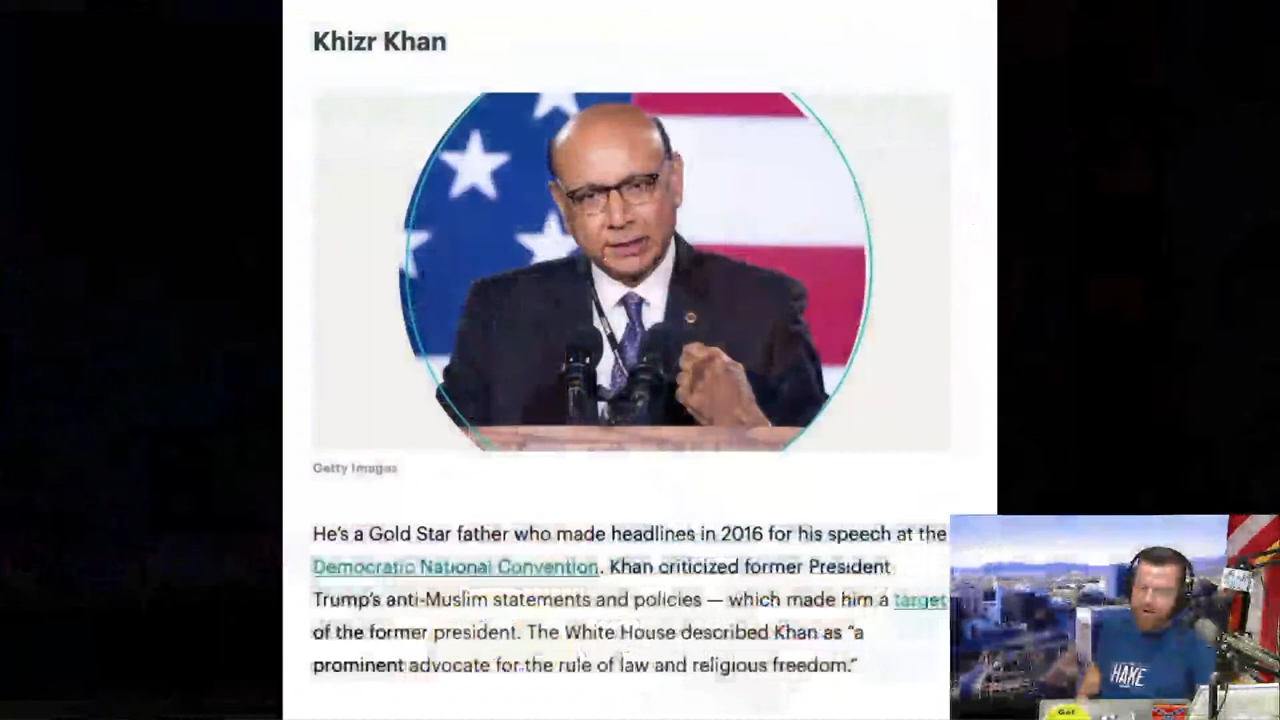 Khizr Khan
Getty Images
He's a Gold Star father who made headlines in 2016 for his speech at the
Democratic National Convention. Khan criticized former President
Trump's anti-Muslim statements and policies — which made him a target
of the former president. The White House described Khan as "a
prominent advocate for the rule of law and religious freedom."
HAKE